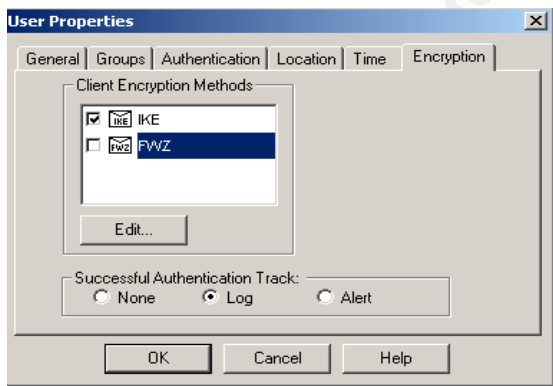 User Properties
General Groups Authentication Location Time Encryption
Client Encryption Methods
IKE IKE
FWZ FWZ
Edit...
Successful Authentication Track:
None Log Alert
OK Cancel Help